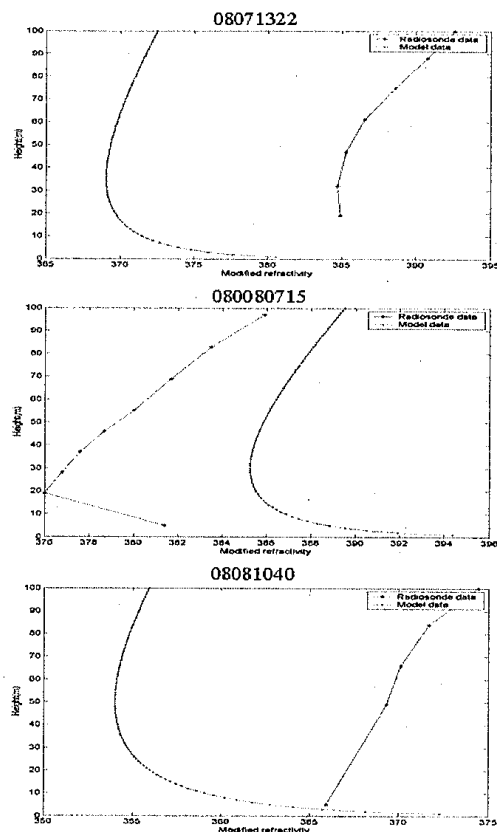 08071322
Radiosonde data
Model data
Height(m)
100
90
80
70
60
50
40
30
20
10
0
365 370 375 380 385 390 395
Modified refractivity
080080715
Radiosonde data
Model data
Height(m)
100
90
80
70
60
50
40
30
20
10
0
370 378 380 382 384 386 388 390 392 394 396
Modified refractivity
08081040
Radiosonde data
Model data
Height(m)
100
90
80
70
60
50
40
30
20
10
0
350 355 360 365 370 375
Modified refractivity